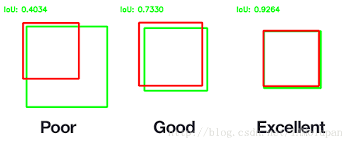 IoU: 0.4034
IoU: 0.7330
IoU: 0.9264
Poor
Good
Excellent